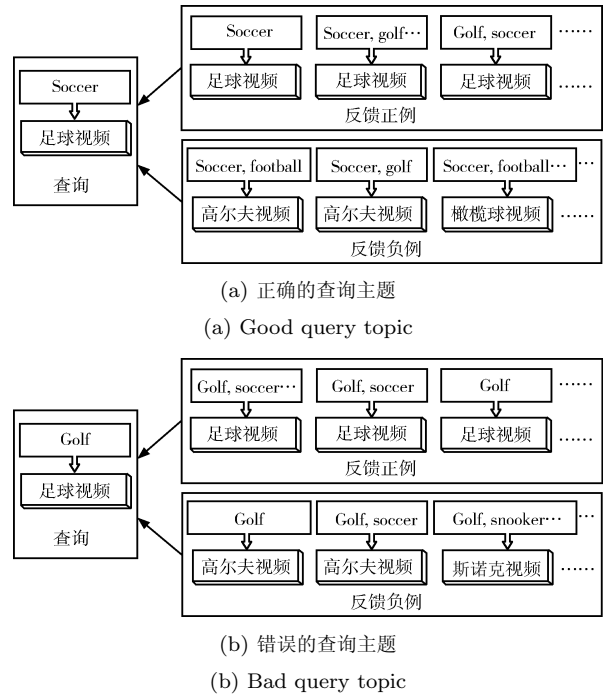 Soccer
足球视频
查询
Soccer
Soccer, golf···
Golf, soccer
······
足球视频
足球视频
足球视频
······
反馈正例
Soccer, football
Soccer, golf
Soccer, football···
···
高尔夫视频
高尔夫视频
橄榄球视频
······
反馈负例
(a) 正确的查询主题
(a) Good query topic
Golf
足球视频
查询
Golf, soccer···
Golf, soccer
Golf
······
足球视频
足球视频
足球视频
······
反馈正例
Golf
Golf, soccer
Golf, snooker···
···
高尔夫视频
高尔夫视频
斯诺克视频
······
反馈负例
(b) 错误的查询主题
(b) Bad query topic